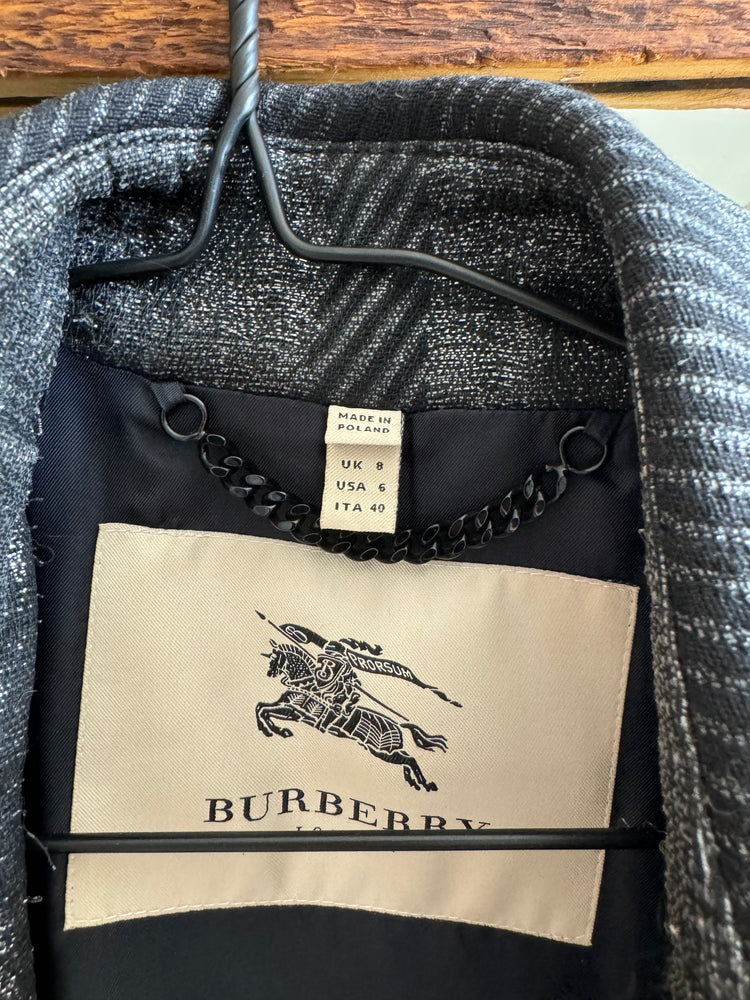 MADE IN
POLAND
UK 8
USA 6
ITA 40
PRORSUM
BURBERRY